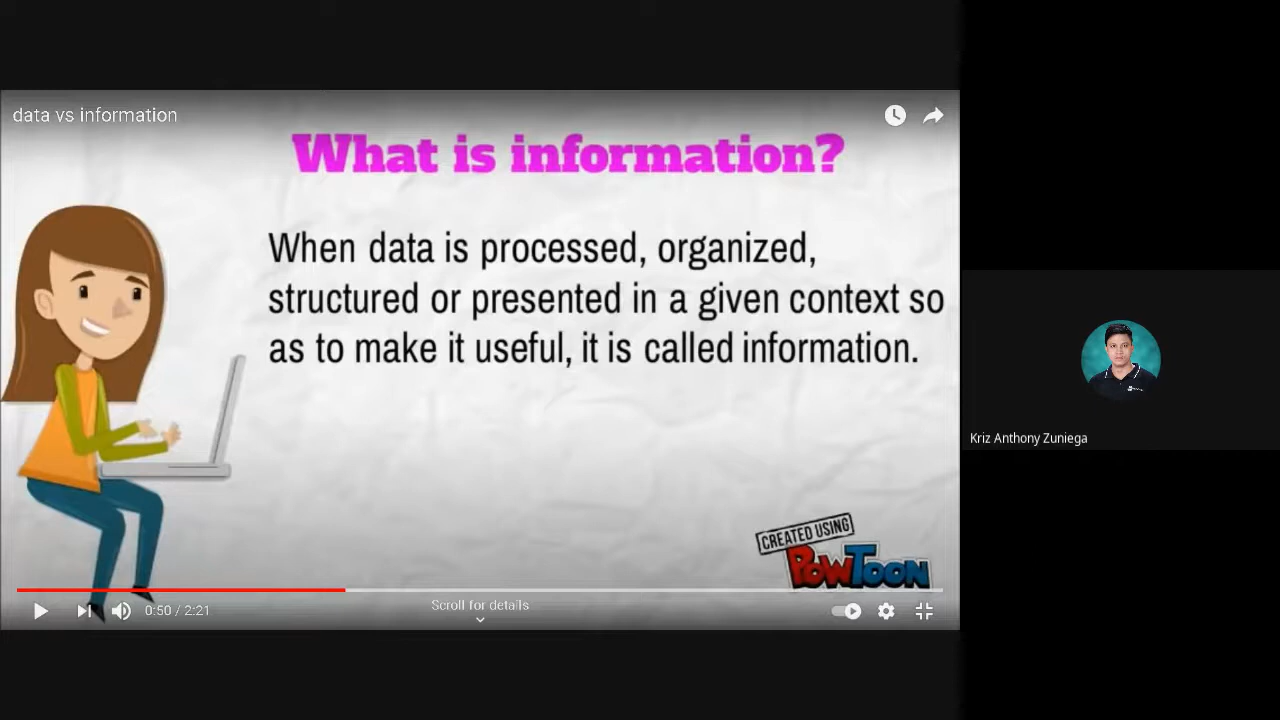 data vs information
What is information?
When data is processed, organized,
structured or presented in a given context so
as to make it useful, it is called information.
CREATED USING
POWTOON
0:50 / 2:21
Scroll for details
Kriz Anthony Zuniega